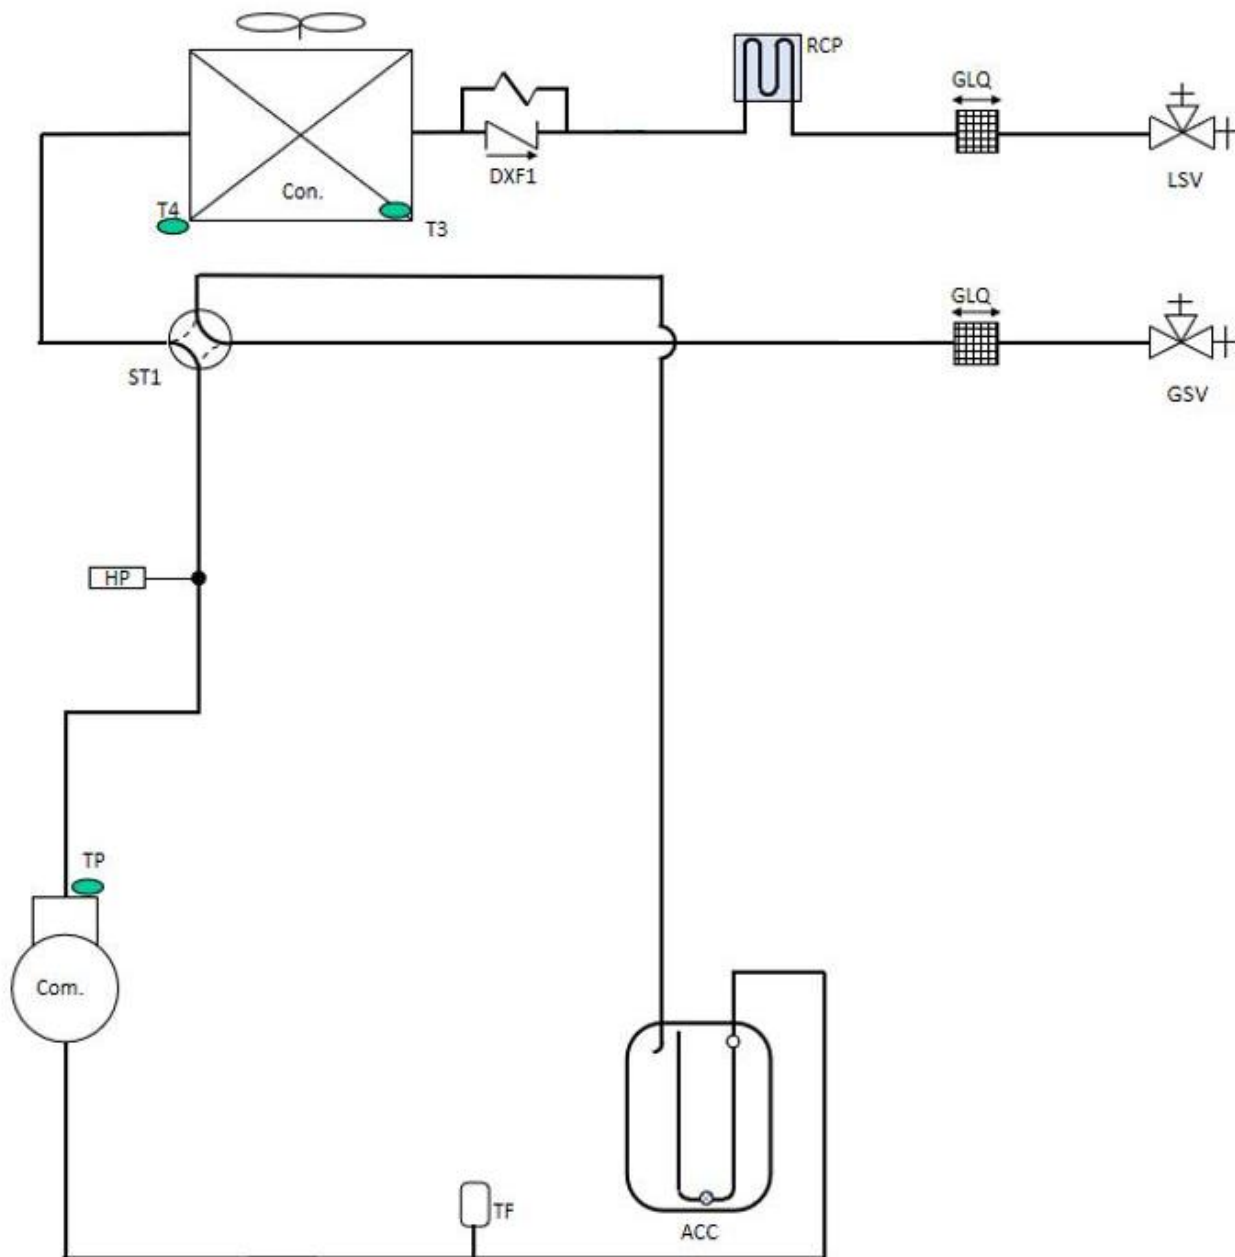 RCP
GLQ
DXF1
LSV
Con.
T4
T3
GLQ
ST1
GSV
HP
TP
Com.
TF
ACC